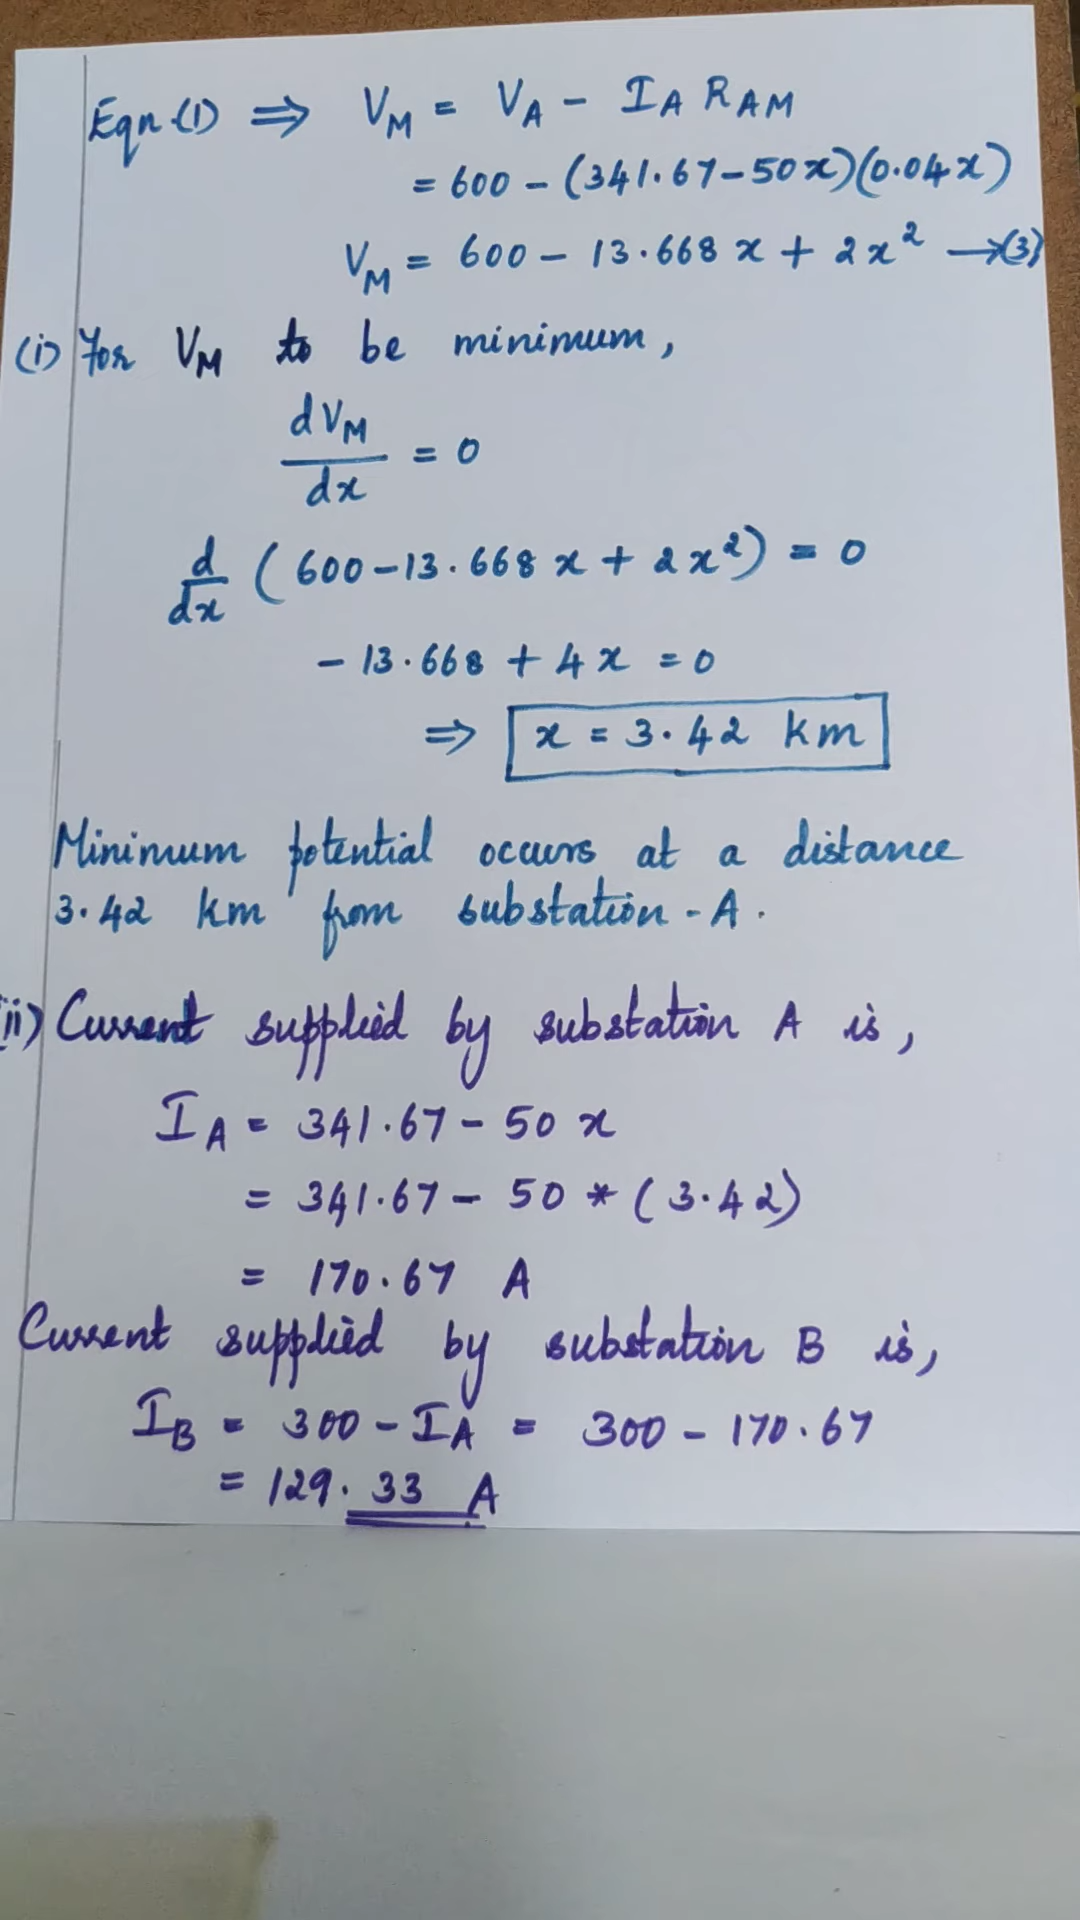 Eqn.(1) ⇒ V_M = V_A - I_A R_AM
= 600 - (341.67 - 50x)(0.04x)
V_M = 600 - 13.668 x + 2x² → (3)
(i) For V_M to be minimum,
dV_M/dx = 0
d/dx (600 - 13.668 x + 2x²) = 0
- 13.668 + 4x = 0
⇒ x = 3.42 km
Minimum potential occurs at a distance
3.42 km from substation - A.
(ii) Current supplied by substation A is,
I_A = 341.67 - 50 x
= 341.67 - 50 * (3.42)
= 170.67 A
Current supplied by substation B is,
I_B = 300 - I_A = 300 - 170.67
= 129.33 A